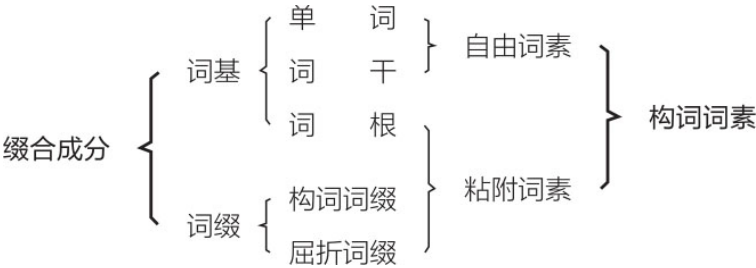 单 词
自由词素
词基
词 干
构词词素
词 根
缀合成分
构词词缀
粘附词素
词缀
屈折词缀